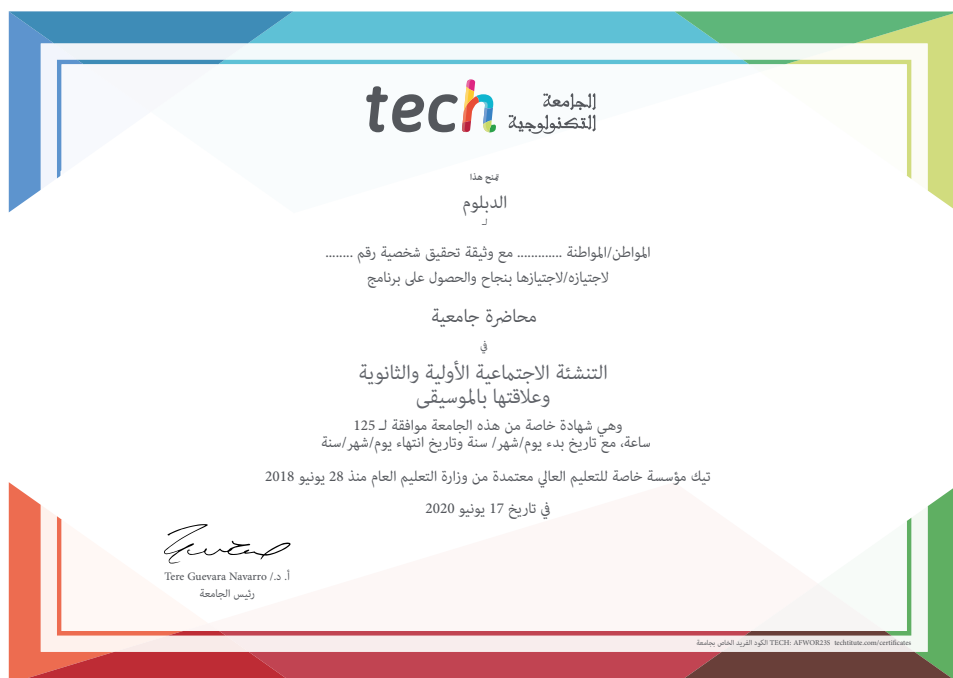 tech الجامعة
التكنولوجية
تمنح هذا
الدبلوم
لـ
المواطن/المواطنة ............. مع وثيقة تحقيق شخصية رقم ........
لاجتيازه/لاجتيازها بنجاح والحصول على برنامج
محاضرة جامعية
في
التنشئة الاجتماعية الأولية والثانوية
وعلاقتها بالموسيقى
وهي شهادة خاصة من هذه الجامعة موافقة لـ 125
ساعة، مع تاريخ بدء يوم/شهر/ سنة وتاريخ انتهاء يوم/شهر/سنة
تيك مؤسسة خاصة للتعليم العالي معتمدة من وزارة التعليم العام منذ 28 يونيو 2018
في تاريخ 17 يونيو 2020
أ. د./ Tere Guevara Navarro
رئيس الجامعة
الكود الفريد الخاص بجامعة TECH: AFWOR23S techtitute.com/certificates